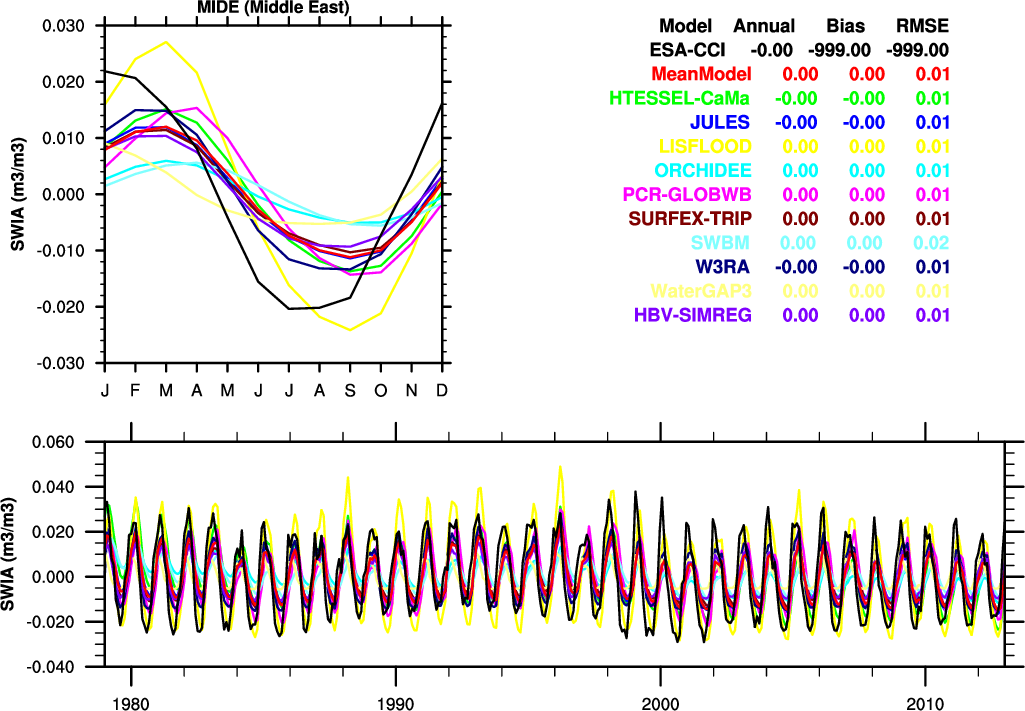 MIDE (Middle East)
0.030
0.020
0.010
0.000
-0.010
-0.020
-0.030
SWIA (m3/m3)
J F M A M J J A S O N D
Model Annual Bias RMSE
ESA-CCI -0.00 -999.00 -999.00
MeanModel 0.00 0.00 0.01
HTESSEL-CaMa -0.00 -0.00 0.01
JULES -0.00 -0.00 0.01
LISFLOOD 0.00 0.00 0.01
ORCHIDEE 0.00 0.00 0.01
PCR-GLOBWB 0.00 0.00 0.01
SURFEX-TRIP 0.00 0.00 0.01
SWBM 0.00 0.00 0.02
W3RA -0.00 -0.00 0.01
WaterGAP3 0.00 0.00 0.01
HBV-SIMREG 0.00 0.00 0.01
0.060
0.040
0.020
0.000
-0.020
-0.040
SWIA (m3/m3)
1980 1990 2000 2010